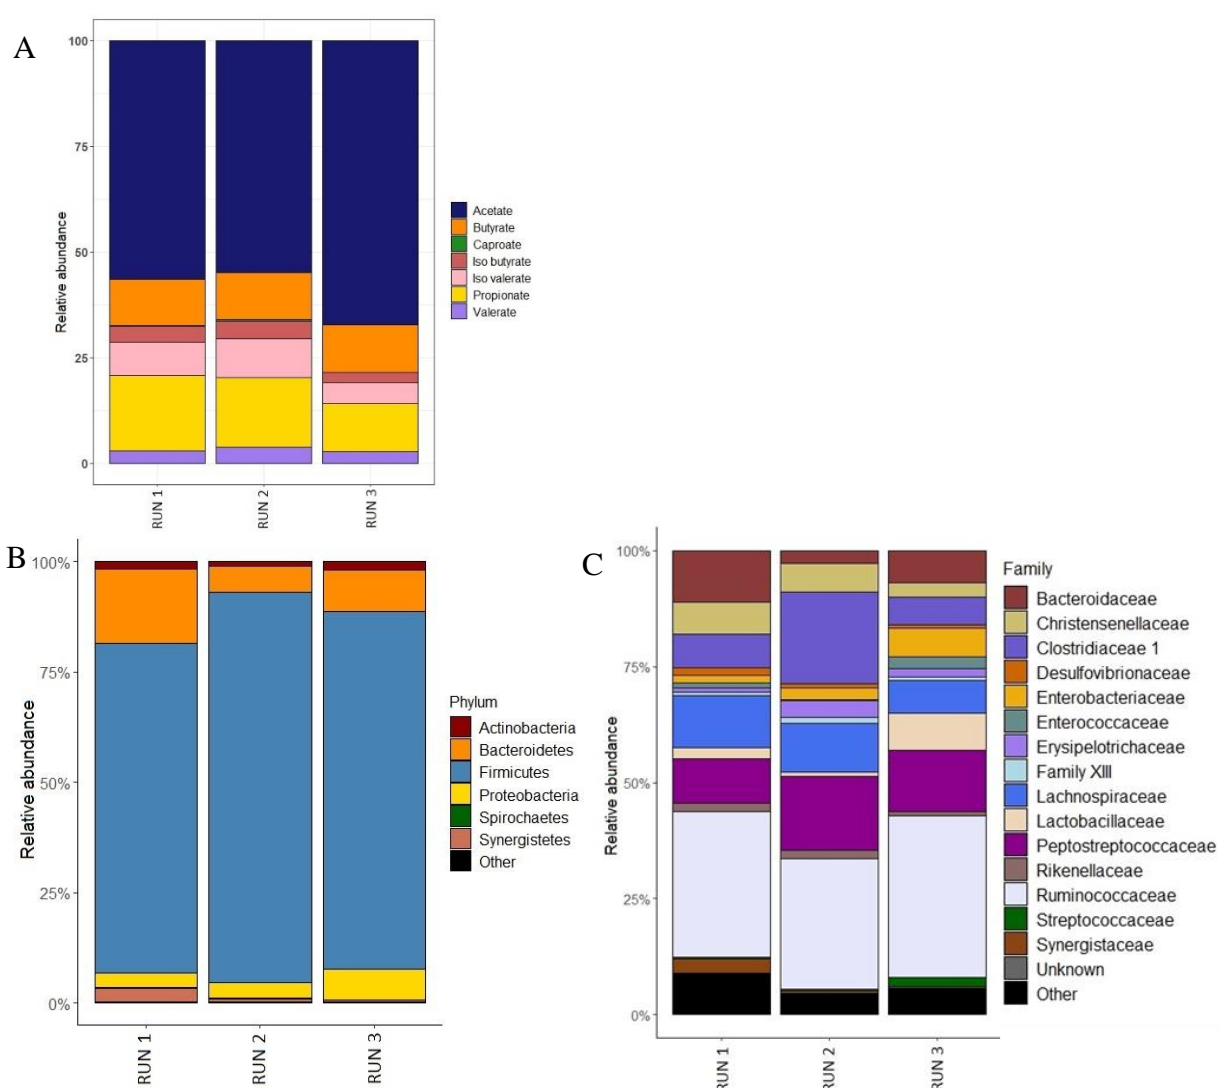 A
Relative abundance
100
75
50
25
0
RUN 1
RUN 2
RUN 3
Acetate
Butyrate
Caproate
Iso butyrate
Iso valerate
Propionate
Valerate
B
Relative abundance
100%
75%
50%
25%
0%
RUN 1
RUN 2
RUN 3
Phylum
Actinobacteria
Bacteroidetes
Firmicutes
Proteobacteria
Spirochaetes
Synergistetes
Other
C
Relative abundance
100%
75%
50%
25%
0%
RUN 1
RUN 2
RUN 3
Family
Bacteroidaceae
Christensenellaceae
Clostridiaceae 1
Desulfovibrionaceae
Enterobacteriaceae
Enterococcaceae
Erysipelotrichaceae
Family XIII
Lachnospiraceae
Lactobacillaceae
Peptostreptococcaceae
Rikenellaceae
Ruminococcaceae
Streptococcaceae
Synergistaceae
Unknown
Other